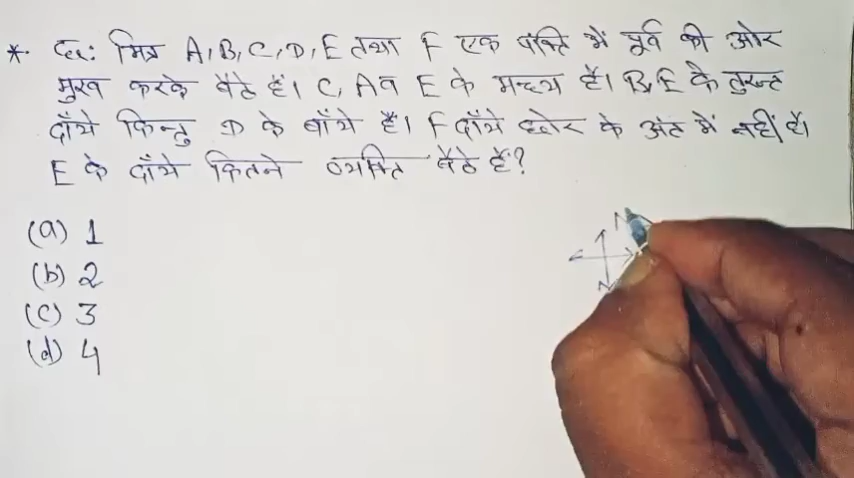 * छः मित्र A, B, C, D, E तथा F एक पंक्ति में पूर्व की ओर
मुख करके बैठे हैं। C, A व E के मध्य है। B, E के तुरन्त
दाँये किन्तु D के बाँये हैं। F दाँये छोर के अंत में नहीं है।
E के दाँये कितने व्यक्ति बैठे हैं?
(a) 1
(b) 2
(c) 3
(d) 4